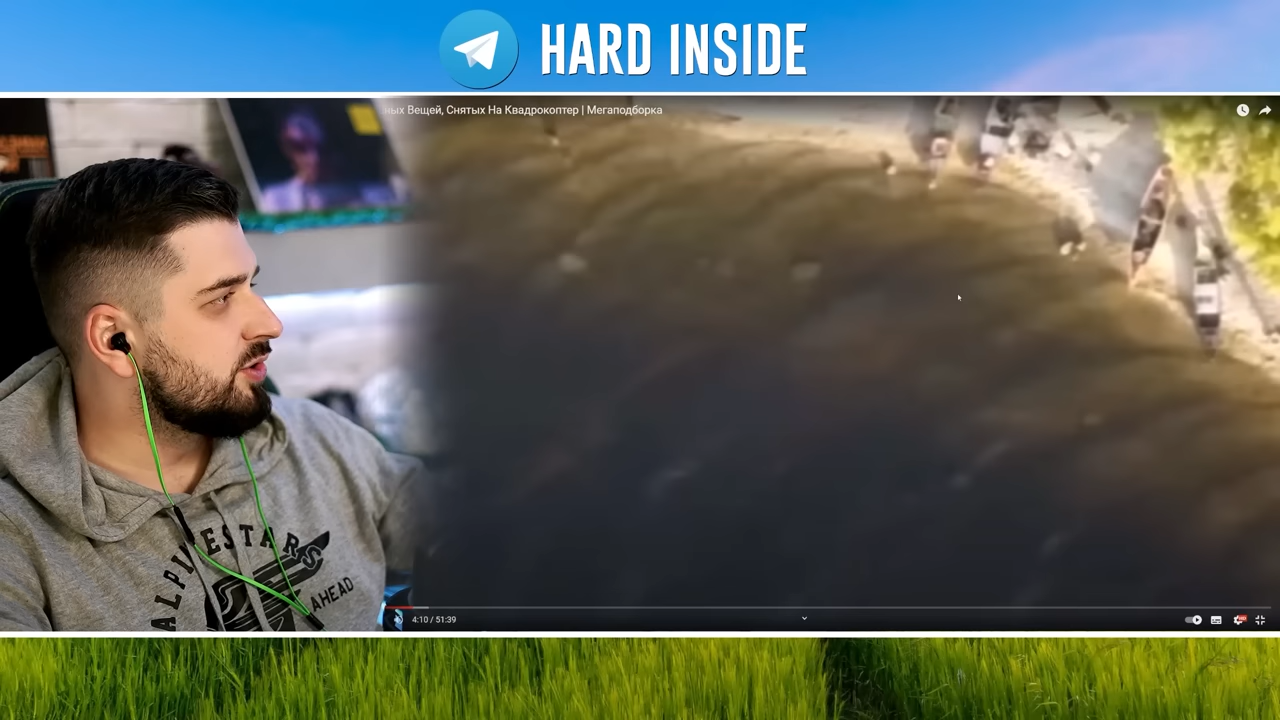 HARD INSIDE
ных Вещей, Снятых На Квадрокоптер | Мегаподборка
ALPINESTARS
AHEAD
4:10 / 51:39